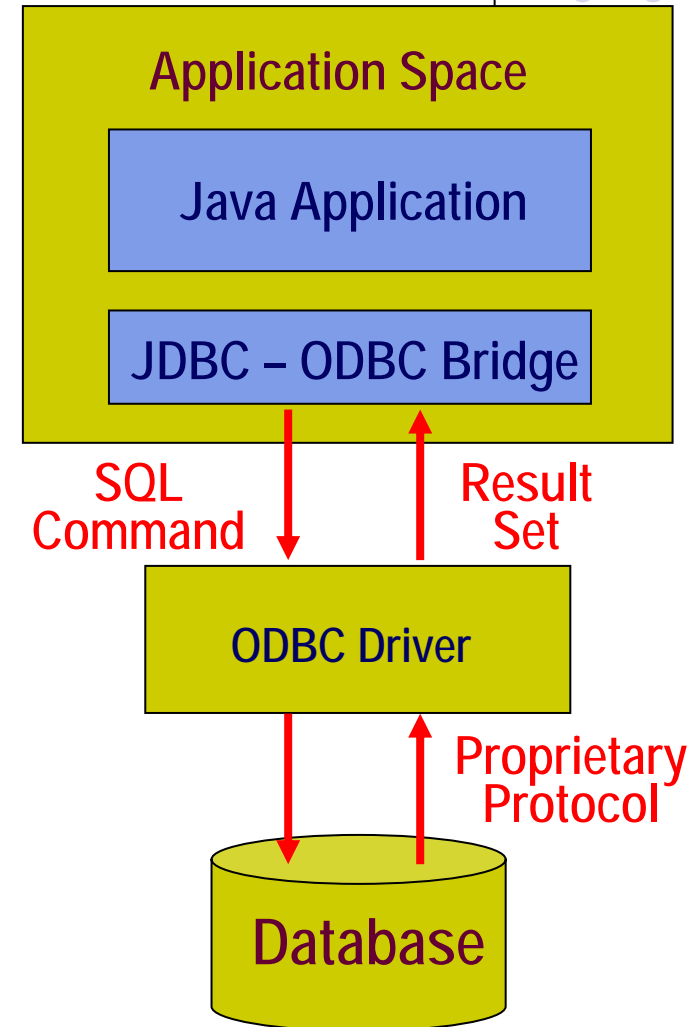 Application Space
Java Application
JDBC – ODBC Bridge
SQL
Command
Result
Set
ODBC Driver
Proprietary
Protocol
Database